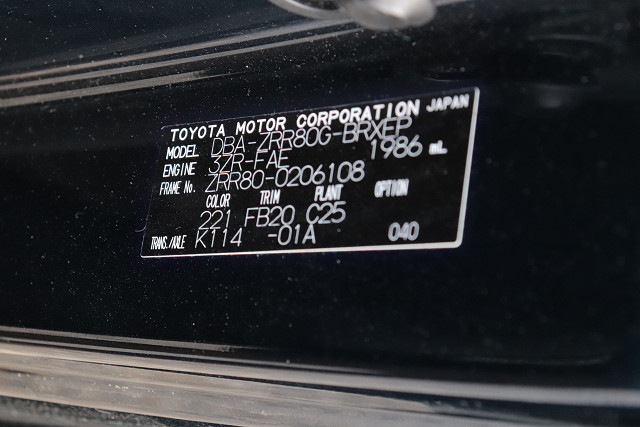 TOYOTA MOTOR CORPORATION JAPAN
MODEL DBA-ZRR80G-BRXEP
ENGINE 3ZR-FAE 1986 mL
FRAME No. ZRR80-0206108
COLOR TRIM PLANT OPTION
221 FB20 C25
TRANS./AXLE K114 -01A 040